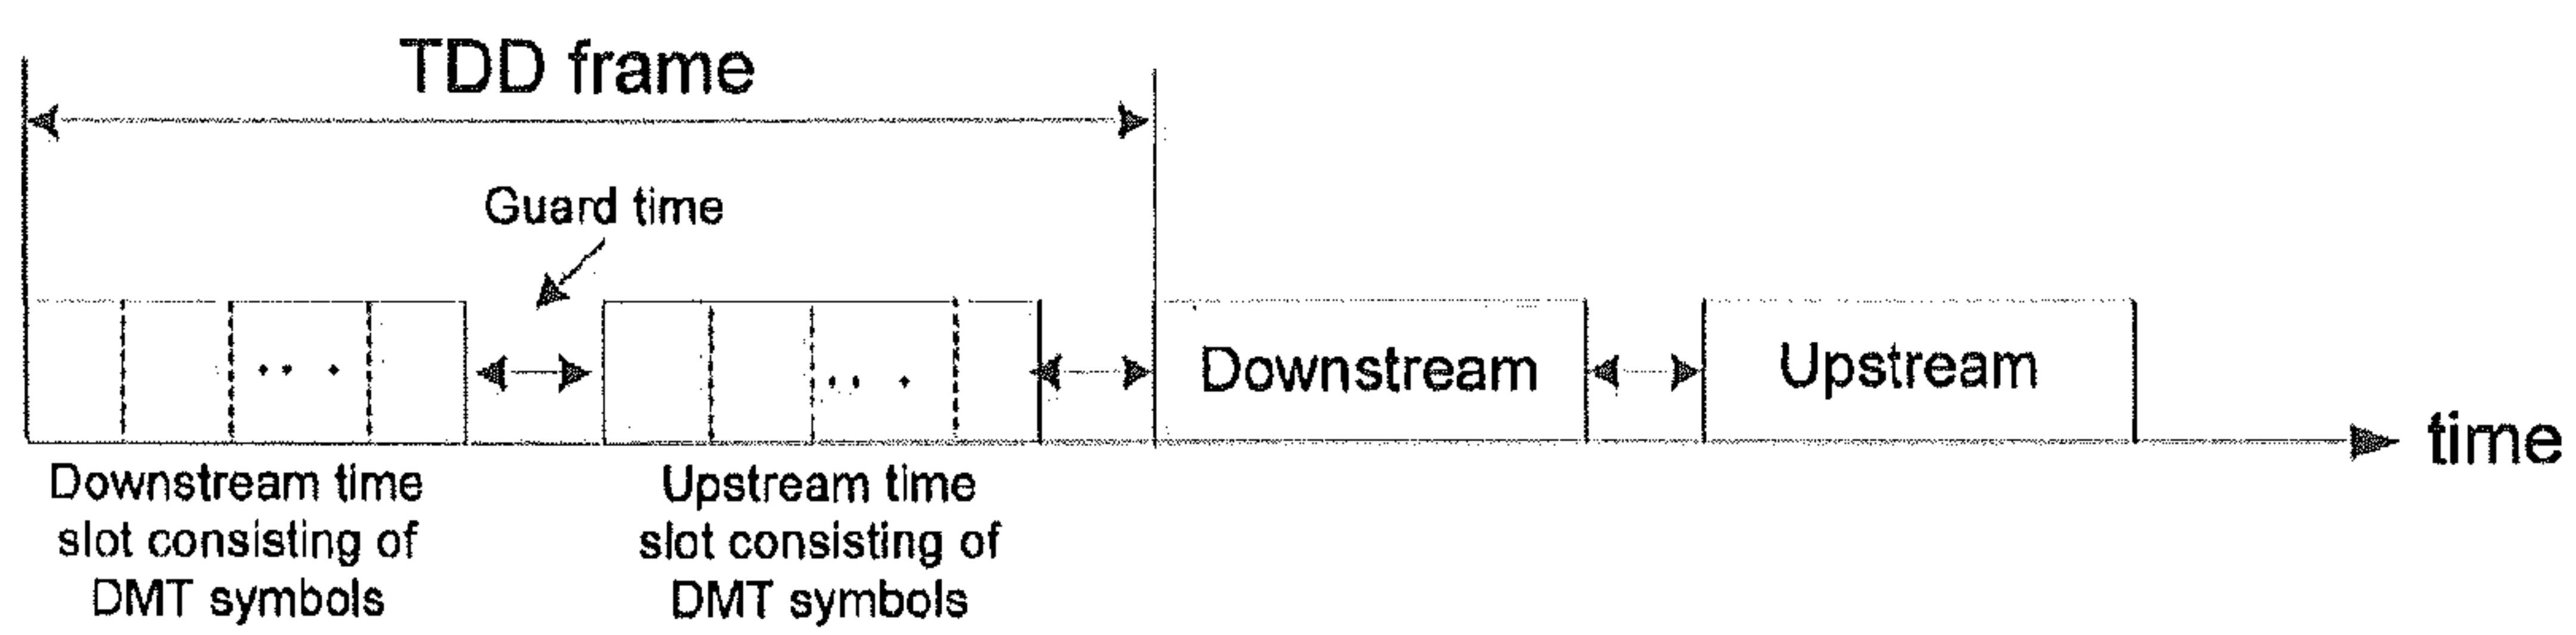 TDD frame
Guard time
Downstream
Upstream
time
Downstream time
slot consisting of
DMT symbols
Upstream time
slot consisting of
DMT symbols